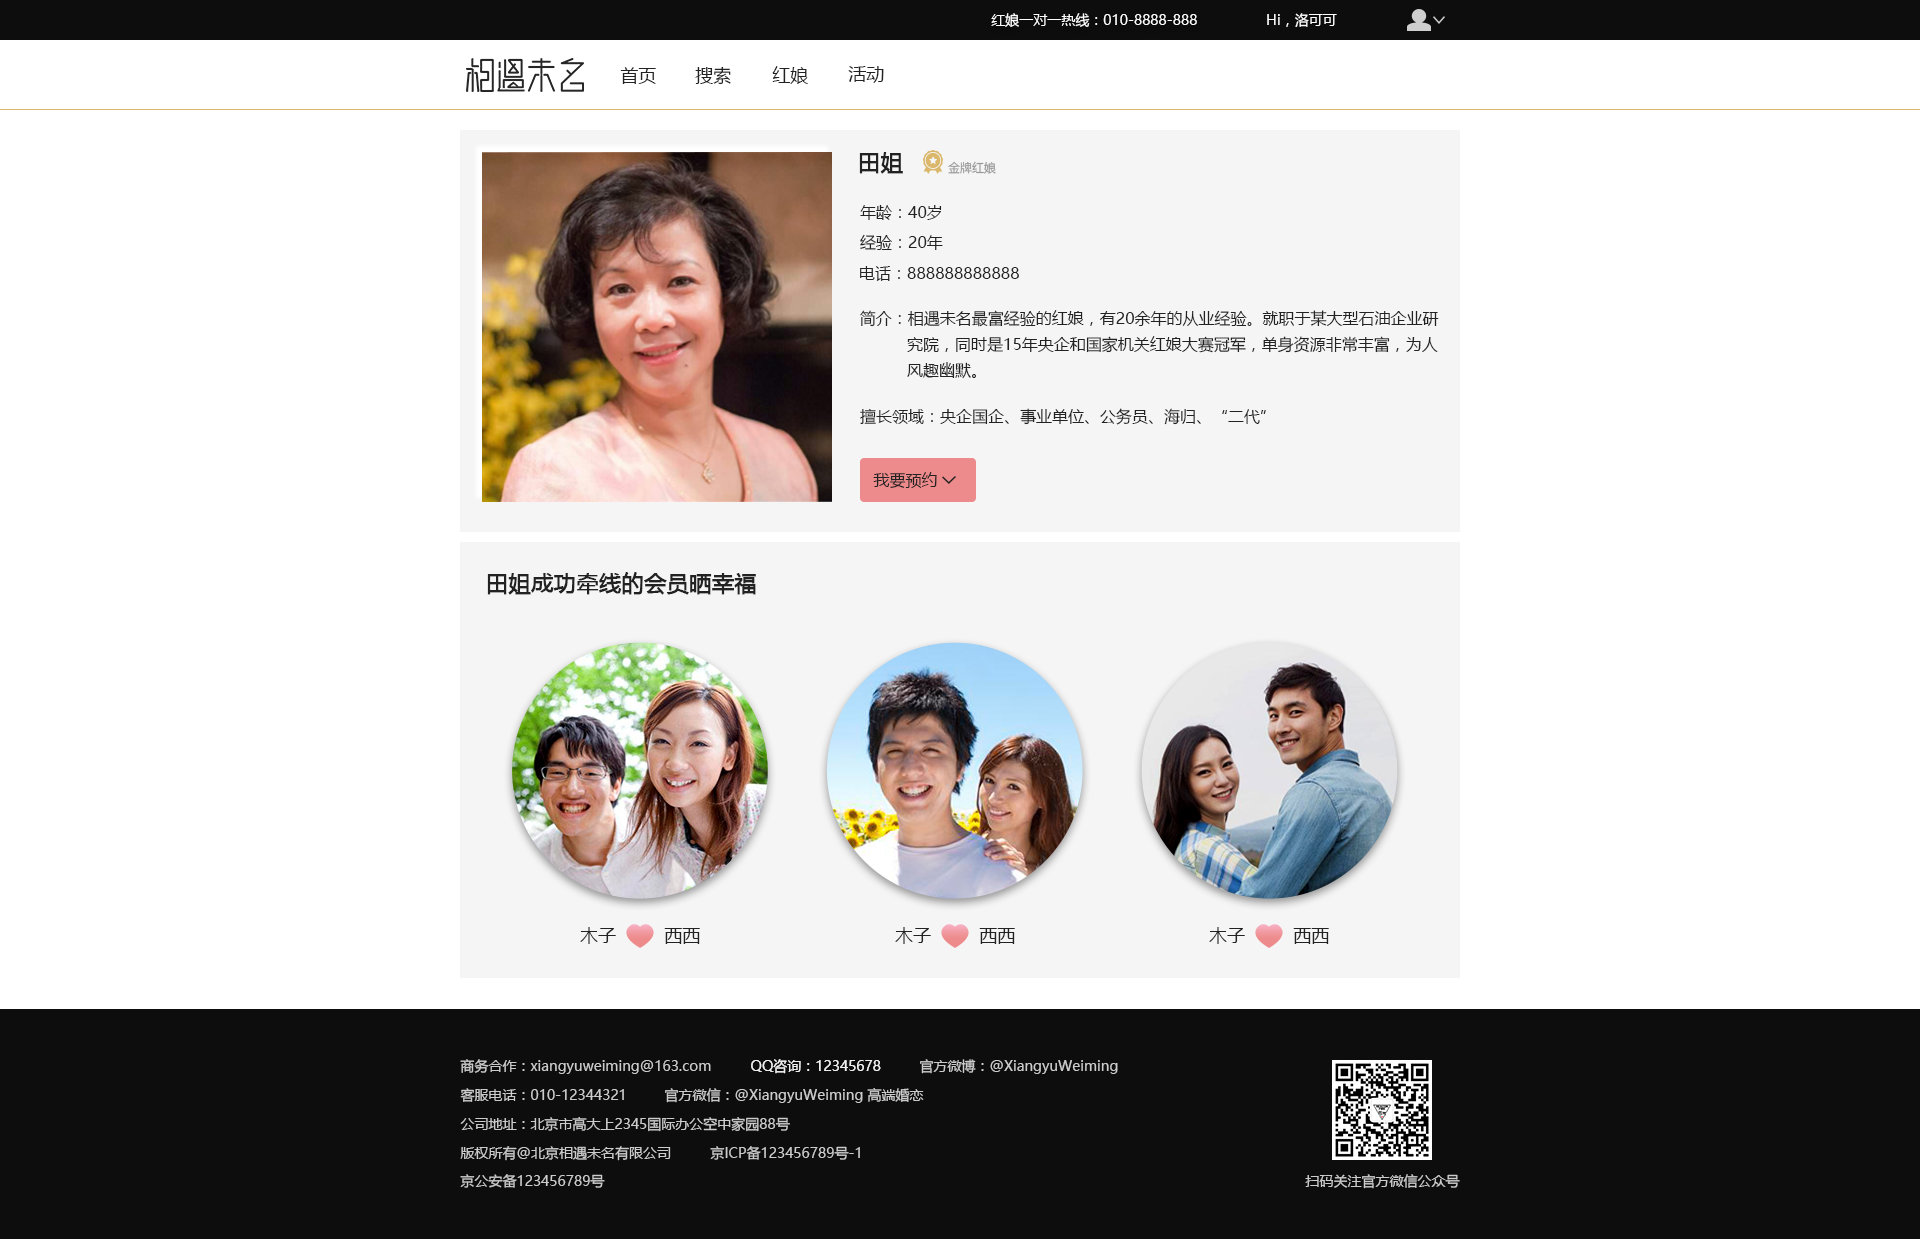 红娘一对一热线：010-8888-888 Hi，洛可可
相遇未名 首页 搜索 红娘 活动
田姐 金牌红娘
年龄：40岁
经验：20年
电话：888888888888
简介：相遇未名最富经验的红娘，有20余年的从业经验。就职于某大型石油企业研
究院，同时是15年央企和国家机关红娘大赛冠军，单身资源非常丰富，为人
风趣幽默。
擅长领域：央企国企、事业单位、公务员、海归、“二代”
我要预约
田姐成功牵线的会员晒幸福
木子 西西 木子 西西 木子 西西
商务合作：xiangyuweiming@163.com QQ咨询：12345678 官方微博：@XiangyuWeiming
客服电话：010-12344321 官方微信：@XiangyuWeiming 高端婚恋
公司地址：北京市高大上2345国际办公空中家园88号
版权所有@北京相遇未名有限公司 京ICP备123456789号-1
京公安备123456789号
扫码关注官方微信公众号